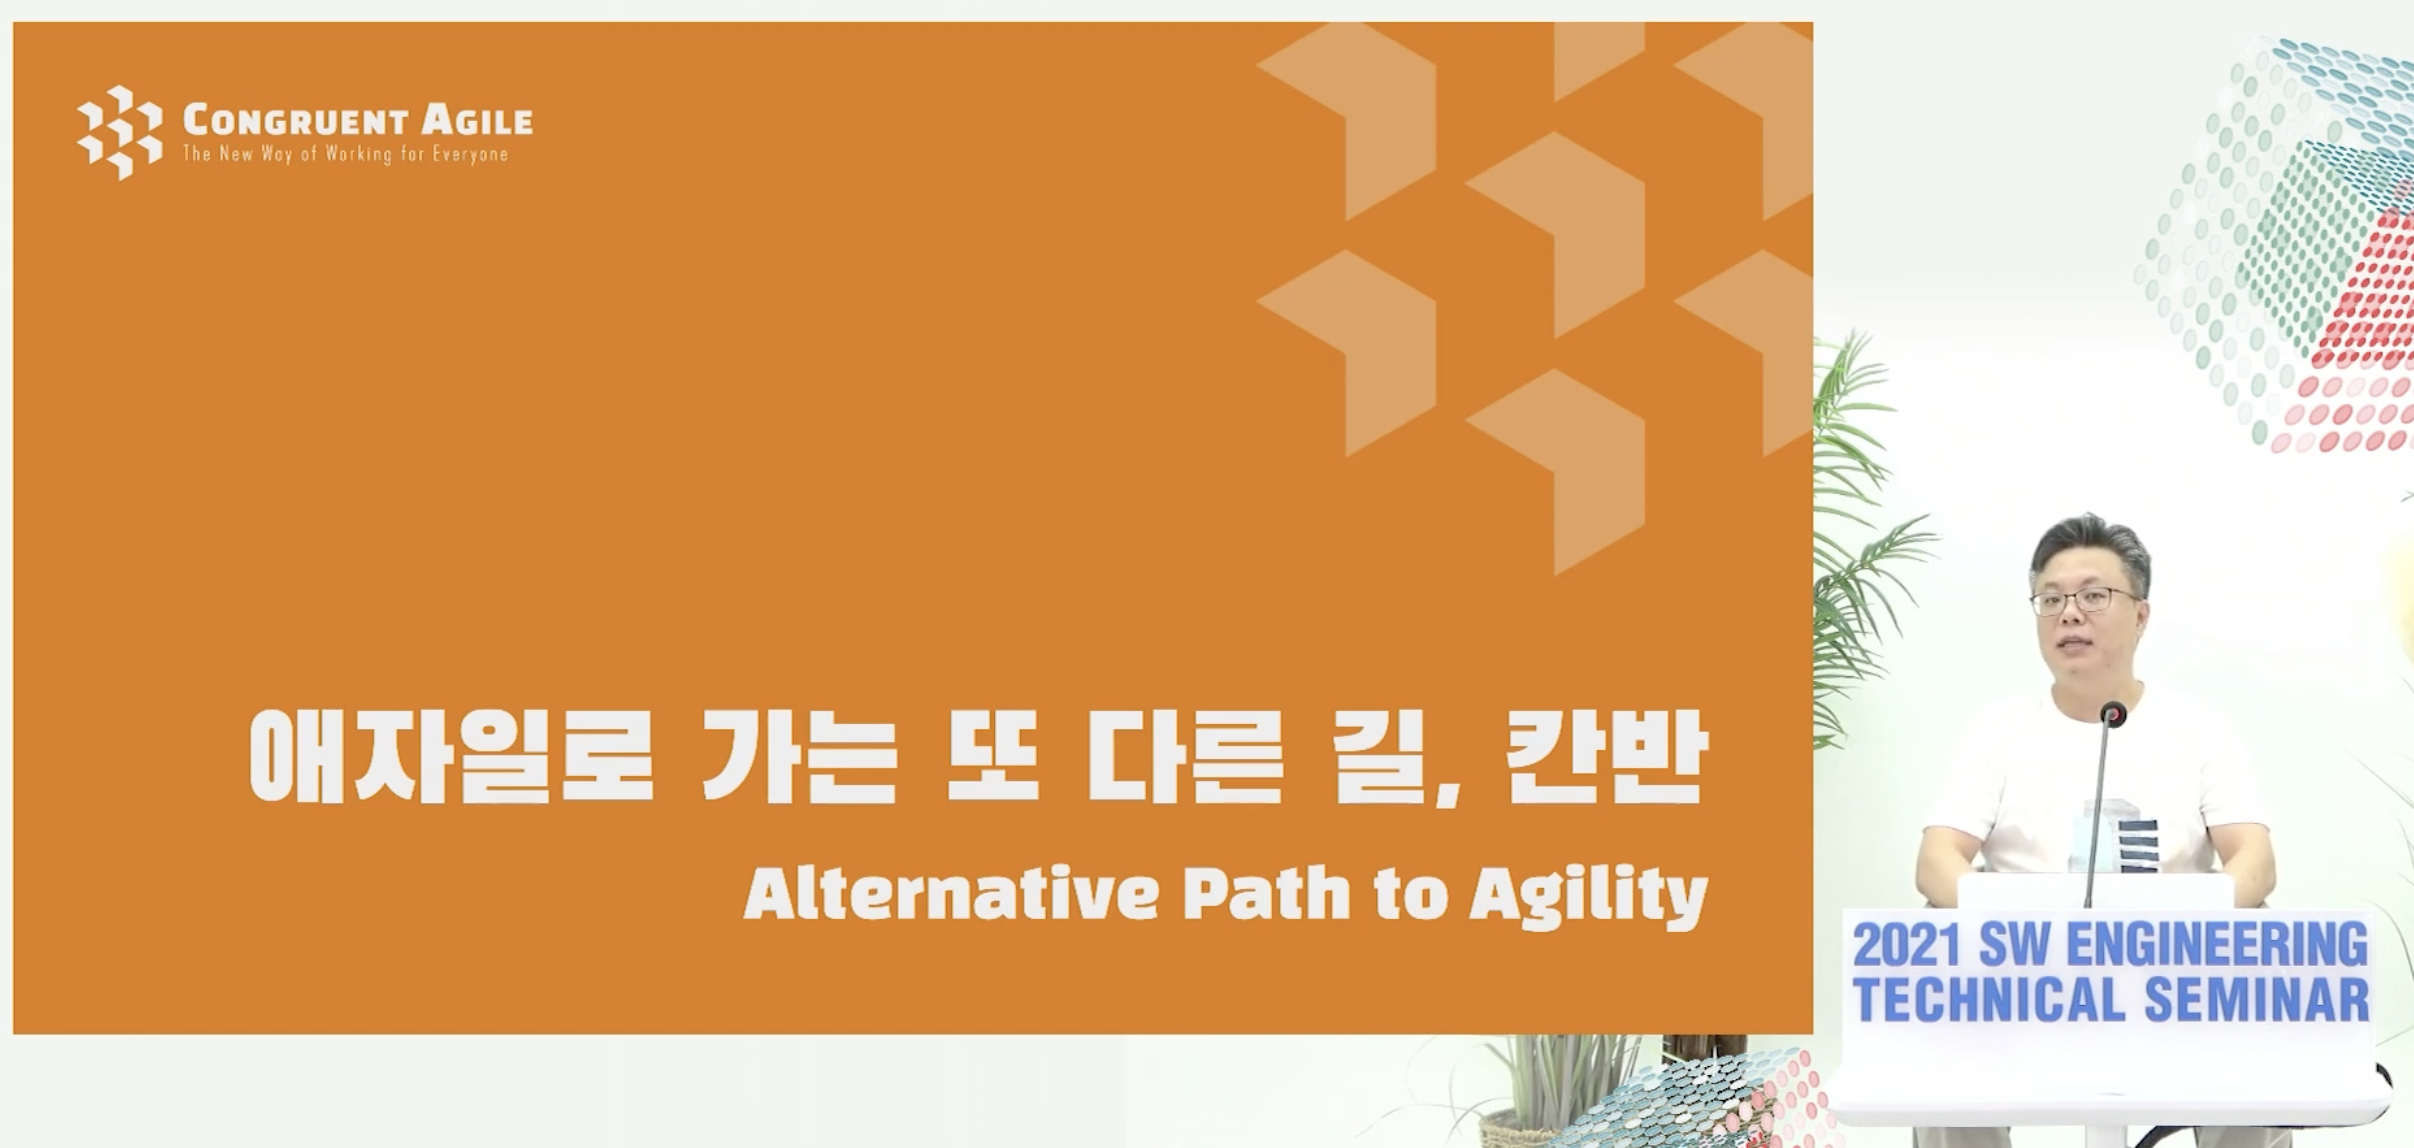 CONGRUENT AGILE
The New Way of Working for Everyone
애자일로 가는 또 다른 길, 칸반
Alternative Path to Agility
2021 SW ENGINEERING
TECHNICAL SEMINAR